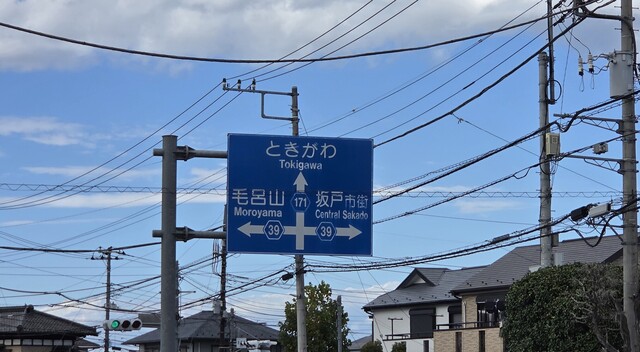 ときがわ
Tokigawa
毛呂山
Moroyama
171
坂戸市街
Central Sakado
39
39